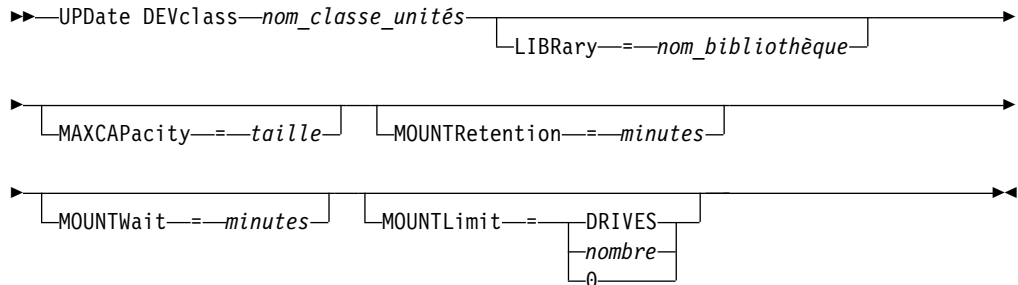 UPDate DEVclass nom_classe_unités
LIBRary = nom_bibliothèque
MAXCAPacity = taille MOUNTRetention = minutes
MOUNTWait = minutes MOUNTLimit = DRIVES
nombre
0